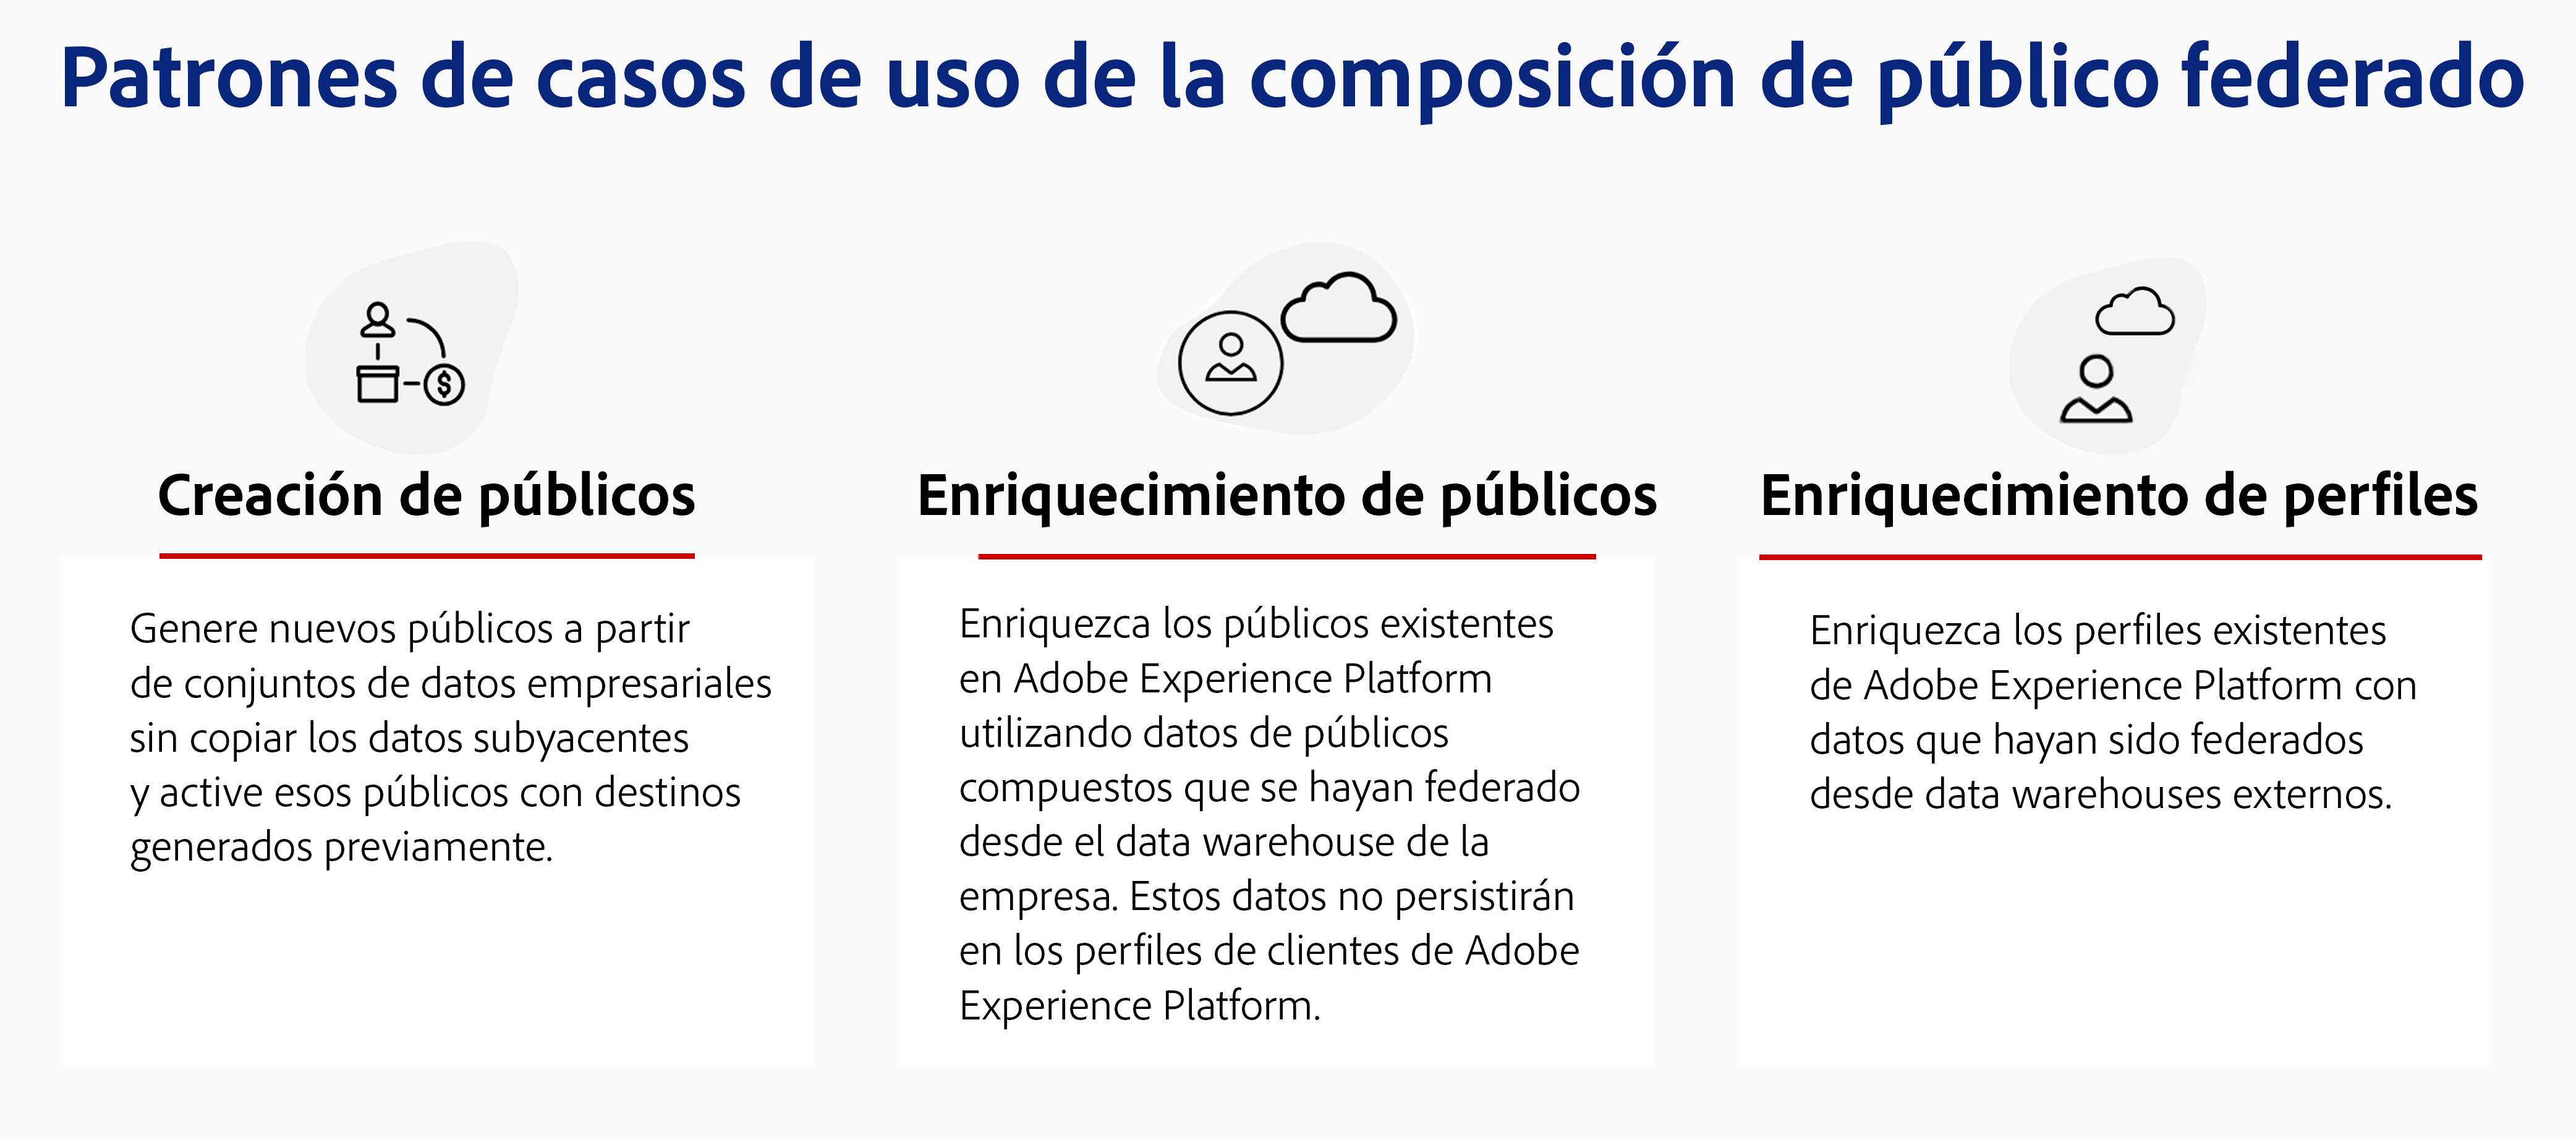 Patrones de casos de uso de la composición de público federado
Creación de públicos
Genere nuevos públicos a partir
de conjuntos de datos empresariales
sin copiar los datos subyacentes
y active esos públicos con destinos
generados previamente.
Enriquecimiento de públicos
Enriquezca los públicos existentes
en Adobe Experience Platform
utilizando datos de públicos
compuestos que se hayan federado
desde el data warehouse de la
empresa. Estos datos no persistirán
en los perfiles de clientes de Adobe
Experience Platform.
Enriquecimiento de perfiles
Enriquezca los perfiles existentes
de Adobe Experience Platform con
datos que hayan sido federados
desde data warehouses externos.